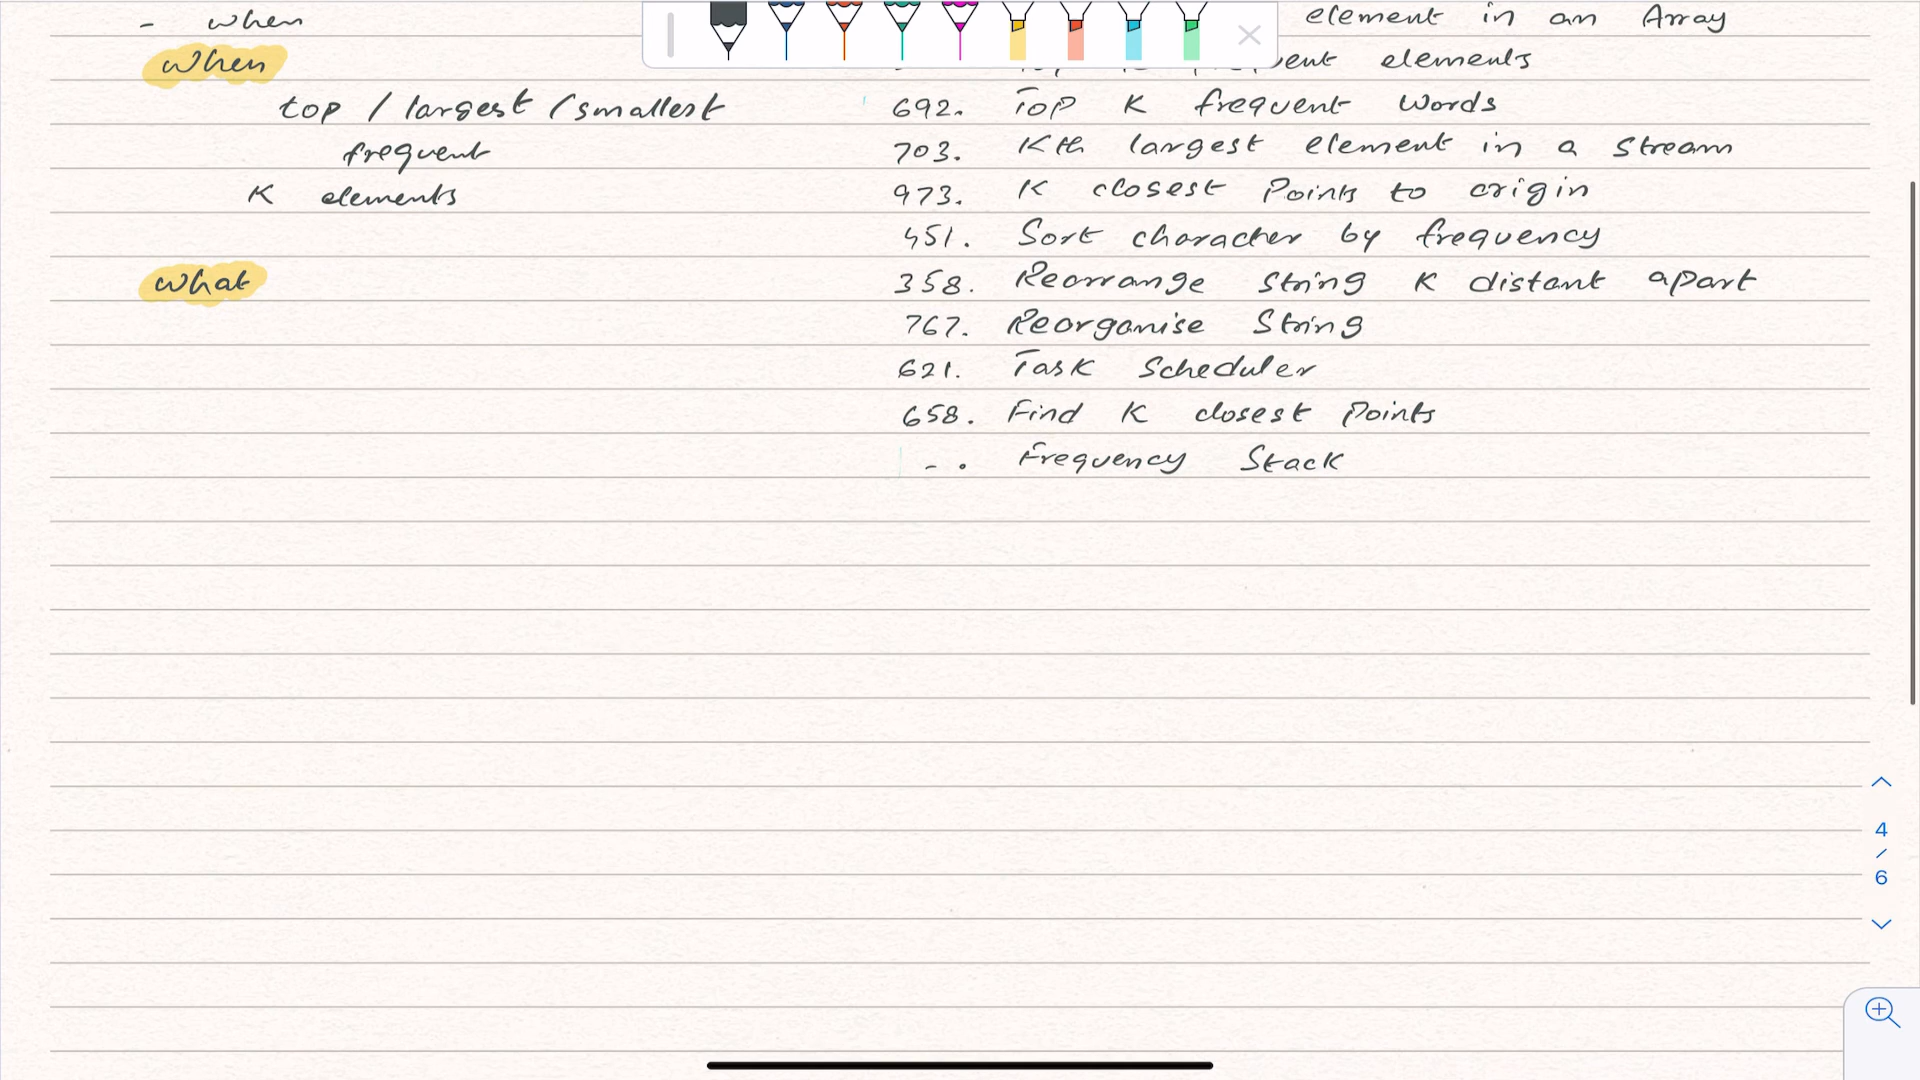 - when
When
top / largest / smallest
frequent
K elements
What
element in an Array
elements
692. Top K frequent Words
703. Kth largest element in a stream
973. K closest Points to origin
451. Sort character by frequency
358. Rearrange String K distant apart
767. Reorganise String
621. Task Scheduler
658. Find K closest Points
- . Frequency Stack
4
/
6